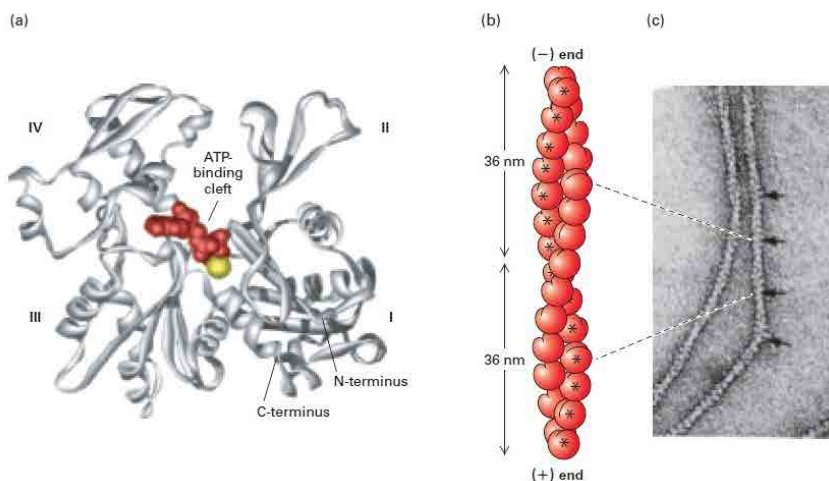 (a)
IV
II
ATP-
binding
cleft
III
I
N-terminus
C-terminus
(b)
(–) end
36 nm
36 nm
(+) end
* * * * * * * * * * * *
(c)